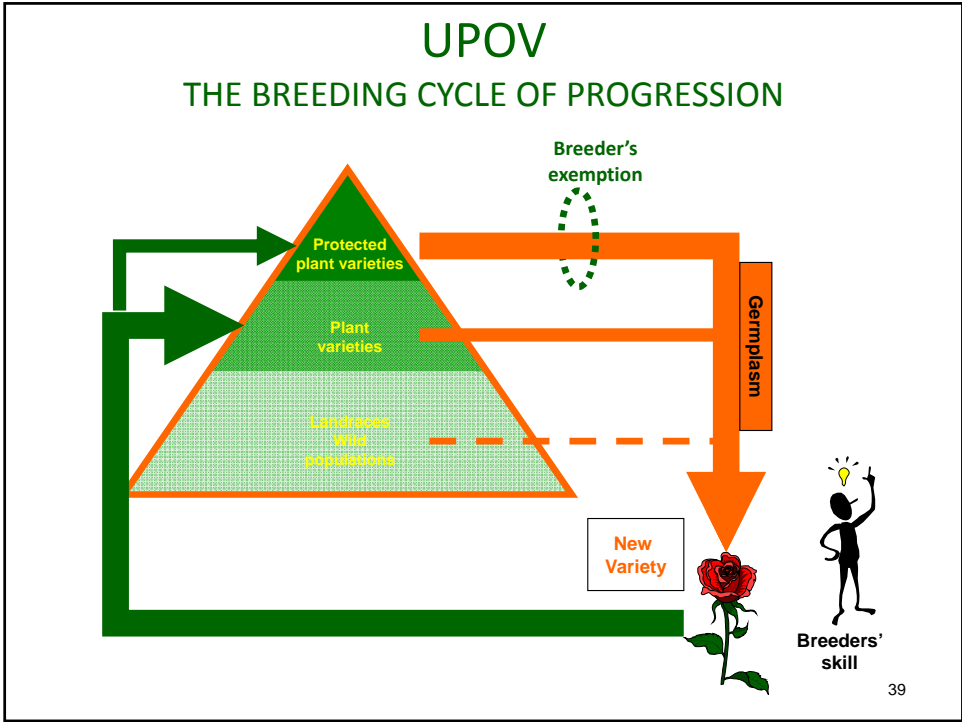 UPOV
THE BREEDING CYCLE OF PROGRESSION
Breeder’s
exemption
Protected
plant varieties
Plant
varieties
Landraces
Wild
populations
Germplasm
New
Variety
Breeders’
skill
39